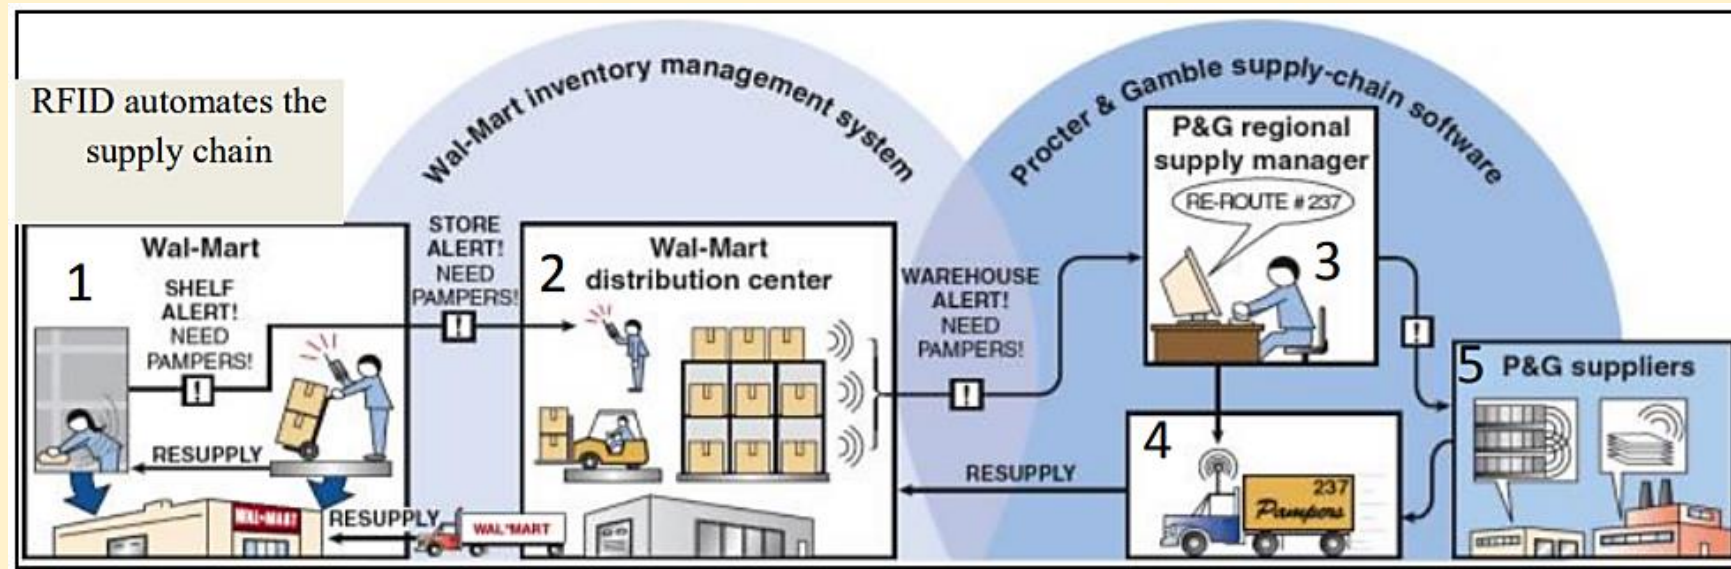 RFID automates the
supply chain
Wal-Mart inventory management system
Procter & Gamble supply-chain software
1
Wal-Mart
SHELF
ALERT!
NEED
PAMPERS!
RESUPPLY
WAL-MART
STORE
ALERT!
NEED
PAMPERS!
RESUPPLY
WAL*MART
2
Wal-Mart
distribution center
WAREHOUSE
ALERT!
NEED
PAMPERS!
RESUPPLY
P&G regional
supply manager
RE-ROUTE # 237
3
4
237
Pampers
5
P&G suppliers
!
!
!
!